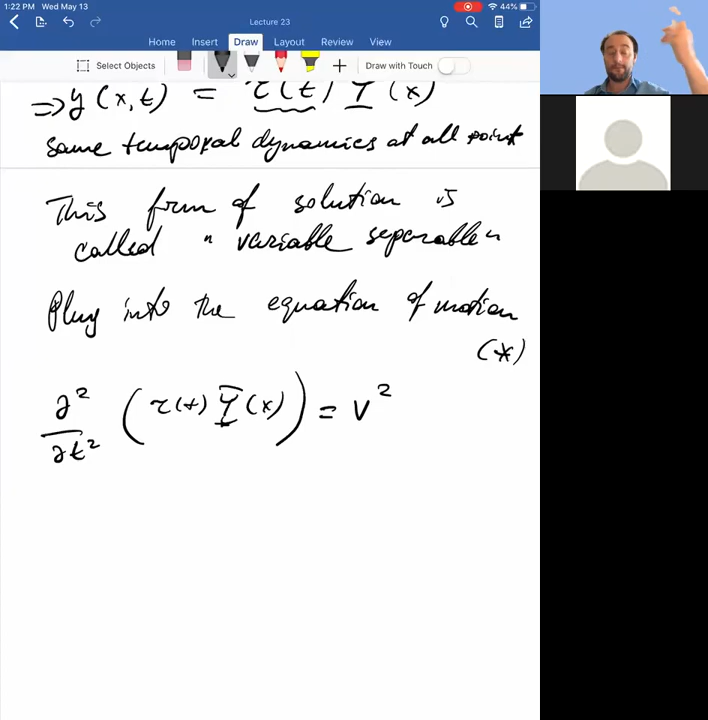 1:22 PM Wed May 13
44%
Lecture 23
Home Insert Draw Layout Review View
Select Objects
Draw with Touch
⇒ y(x,t) = τ(t) Y(x)
same temporal dynamics at all point
This form of solution is
called "variable separable"
Plug into the equation of motion
(*)
∂²/∂t² (τ(t) Y(x)) = v²